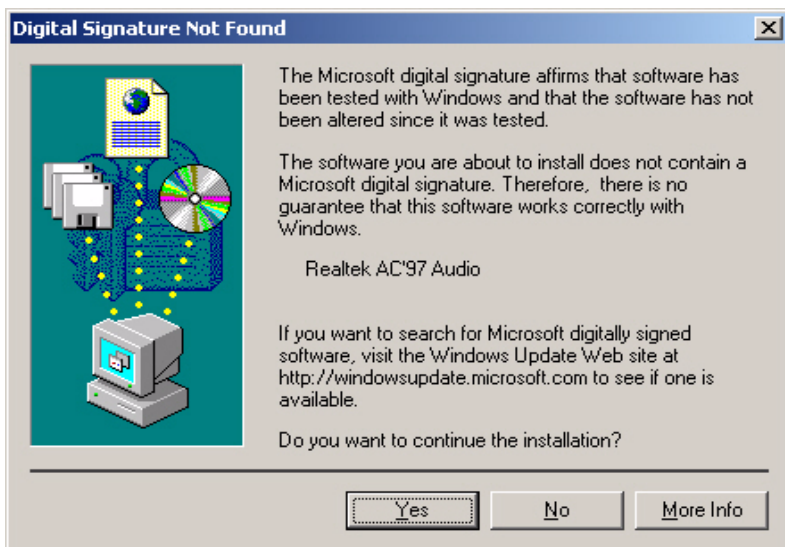 Digital Signature Not Found
The Microsoft digital signature affirms that software has
been tested with Windows and that the software has not
been altered since it was tested.
The software you are about to install does not contain a
Microsoft digital signature. Therefore,  there is no
guarantee that this software works correctly with
Windows.
Realtek AC'97 Audio
If you want to search for Microsoft digitally signed
software, visit the Windows Update Web site at
http://windowsupdate.microsoft.com to see if one is
available.
Do you want to continue the installation?
Yes No More Info